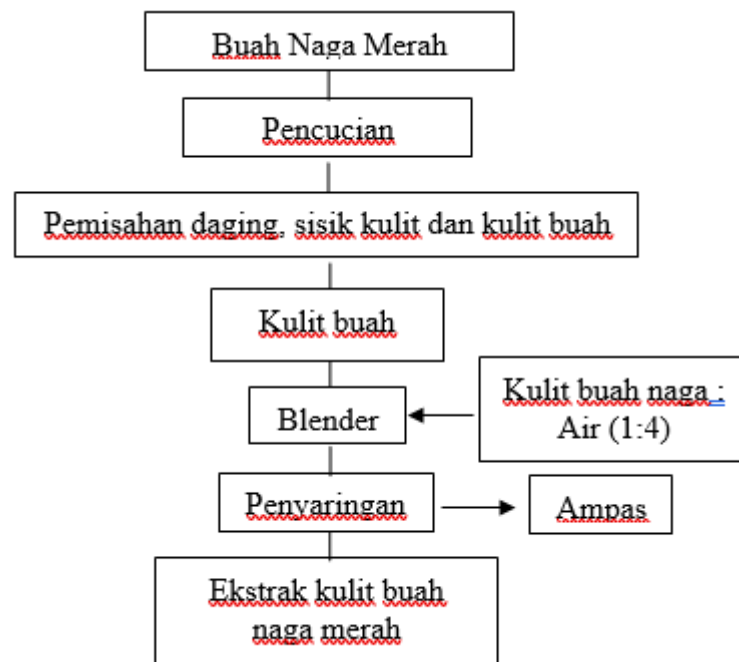 Buah Naga Merah
Pencucian
Pemisahan daging, sisik kulit dan kulit buah
Kulit buah
Kulit buah naga :
Air (1:4)
Blender
Penyaringan
Ampas
Ekstrak kulit buah
naga merah